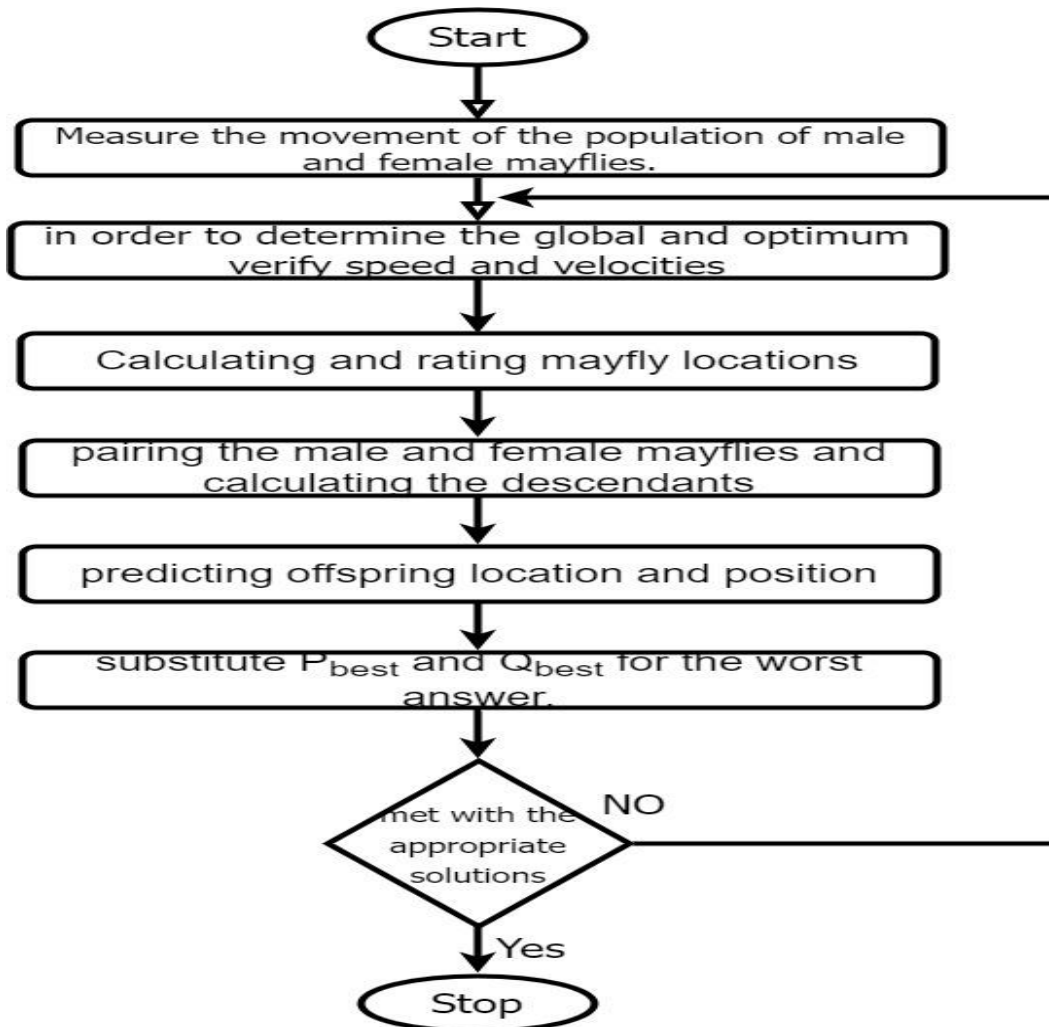 Start
Measure the movement of the population of male
and female mayflies.
in order to determine the global and optimum
verify speed and velocities
Calculating and rating mayfly locations
pairing the male and female mayflies and
calculating the descendants
predicting offspring location and position
substitute Pbest and Qbest for the worst
answer.
met with the
appropriate
solutions
NO
Yes
Stop